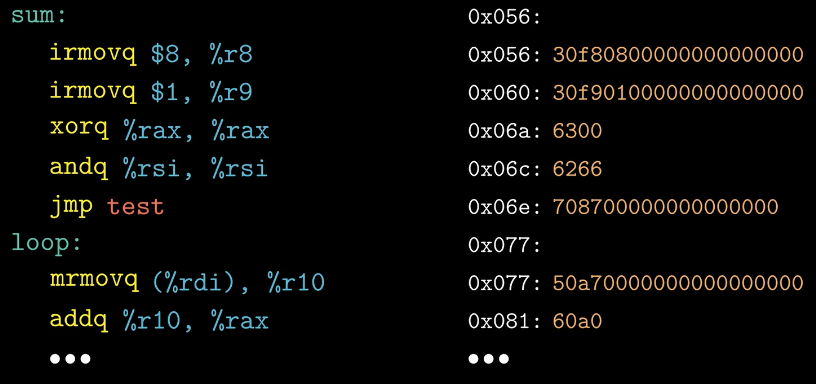 sum: 0x056:
irmovq $8, %r8 0x056: 30f80800000000000000
irmovq $1, %r9 0x060: 30f90100000000000000
xorq %rax, %rax 0x06a: 6300
andq %rsi, %rsi 0x06c: 6266
jmp test 0x06e: 708700000000000000
loop: 0x077:
mrmovq (%rdi), %r10 0x077: 50a70000000000000000
addq %r10, %rax 0x081: 60a0
••• •••